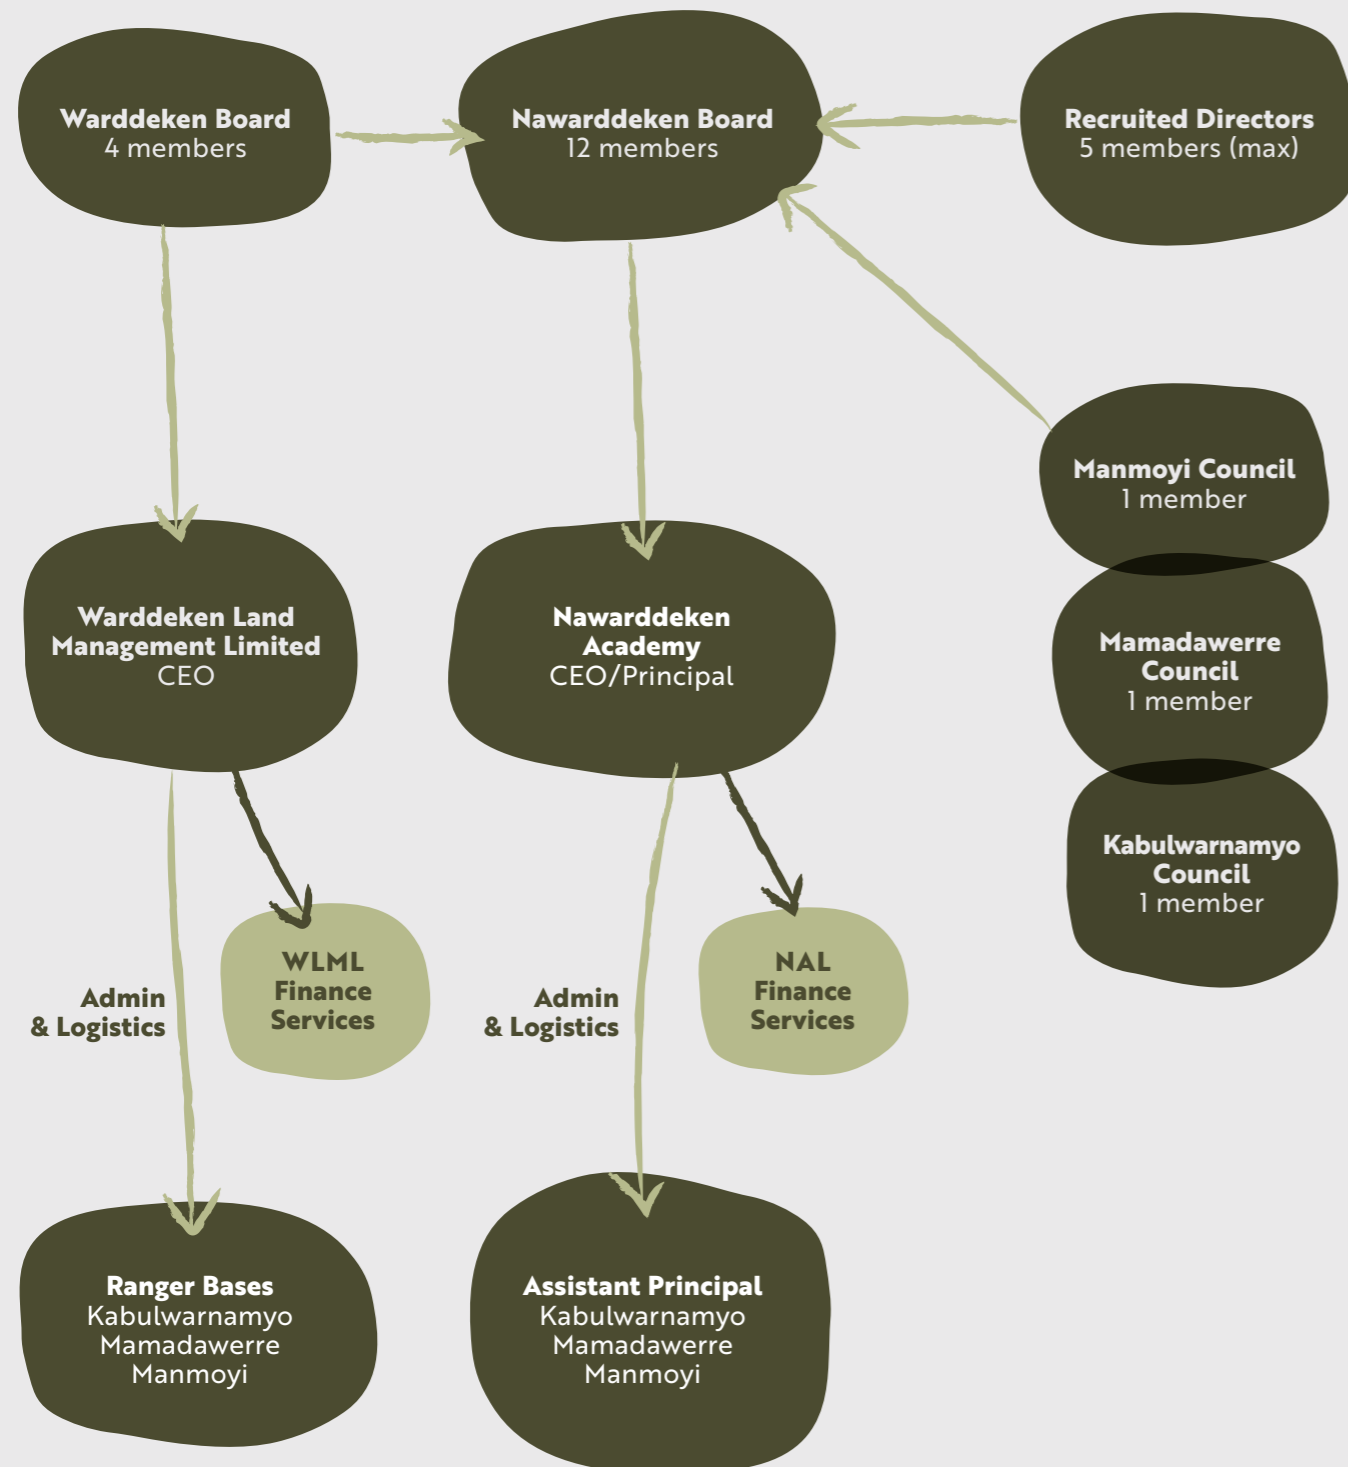 Warddeken Board
4 members
Nawarddeken Board
12 members
Recruited Directors
5 members (max)
Manmoyi Council
1 member
Mamadawerre
Council
1 member
Kabulwarnamyo
Council
1 member
Warddeken Land
Management Limited
CEO
Nawarddeken
Academy
CEO/Principal
Admin
& Logistics
WLML
Finance
Services
Admin
& Logistics
NAL
Finance
Services
Ranger Bases
Kabulwarnamyo
Mamadawerre
Manmoyi
Assistant Principal
Kabulwarnamyo
Mamadawerre
Manmoyi